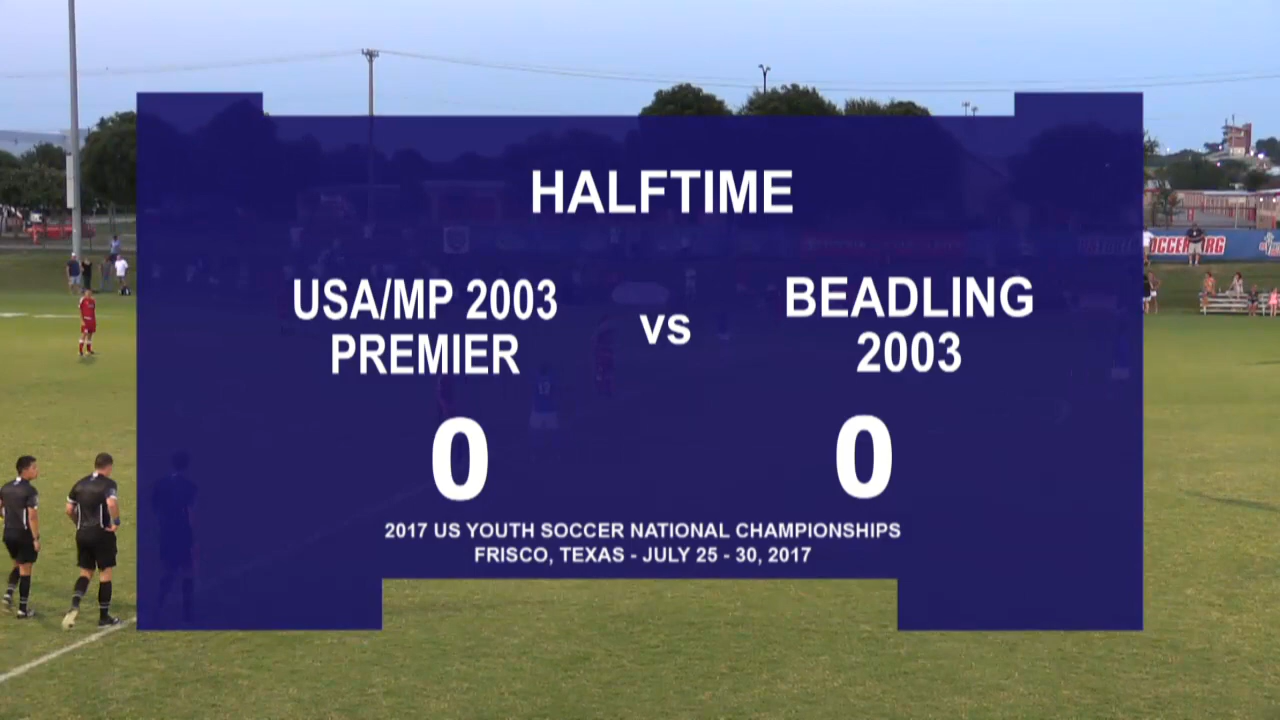 HALFTIME
USA/MP 2003
PREMIER
vs
BEADLING
2003
0
0
2017 US YOUTH SOCCER NATIONAL CHAMPIONSHIPS
FRISCO, TEXAS - JULY 25 - 30, 2017